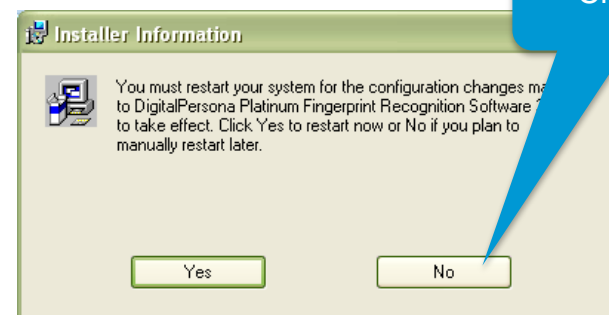 Installer Information
You must restart your system for the configuration changes
to DigitalPersona Platinum Fingerprint Recognition Software
to take effect. Click Yes to restart now or No if you plan to
manually restart later.
Yes
No